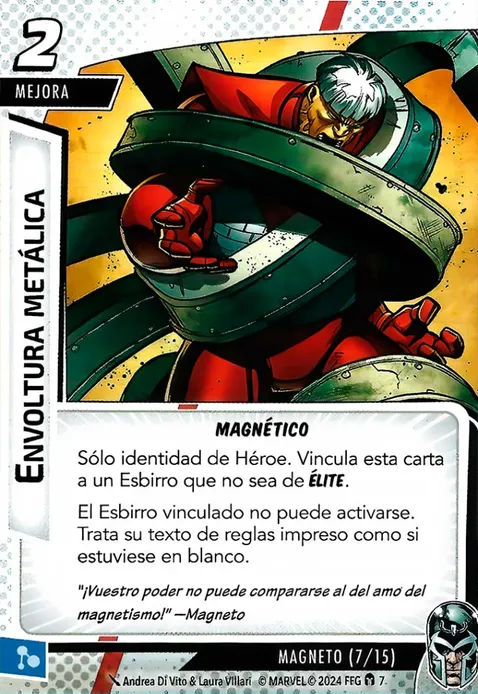 2
MEJORA
ENVOLTURA METÁLICA
MAGNÉTICO
Sólo identidad de Héroe. Vincula esta carta
a un Esbirro que no sea de ÉLITE.
El Esbirro vinculado no puede activarse.
Trata su texto de reglas impreso como si
estuviese en blanco.
"¡Vuestro poder no puede compararse al del amo del
magnetismo!" —Magneto
MAGNETO (7/15)
Andrea Di Vito & Laura Villari © MARVEL © 2024 FFG 7